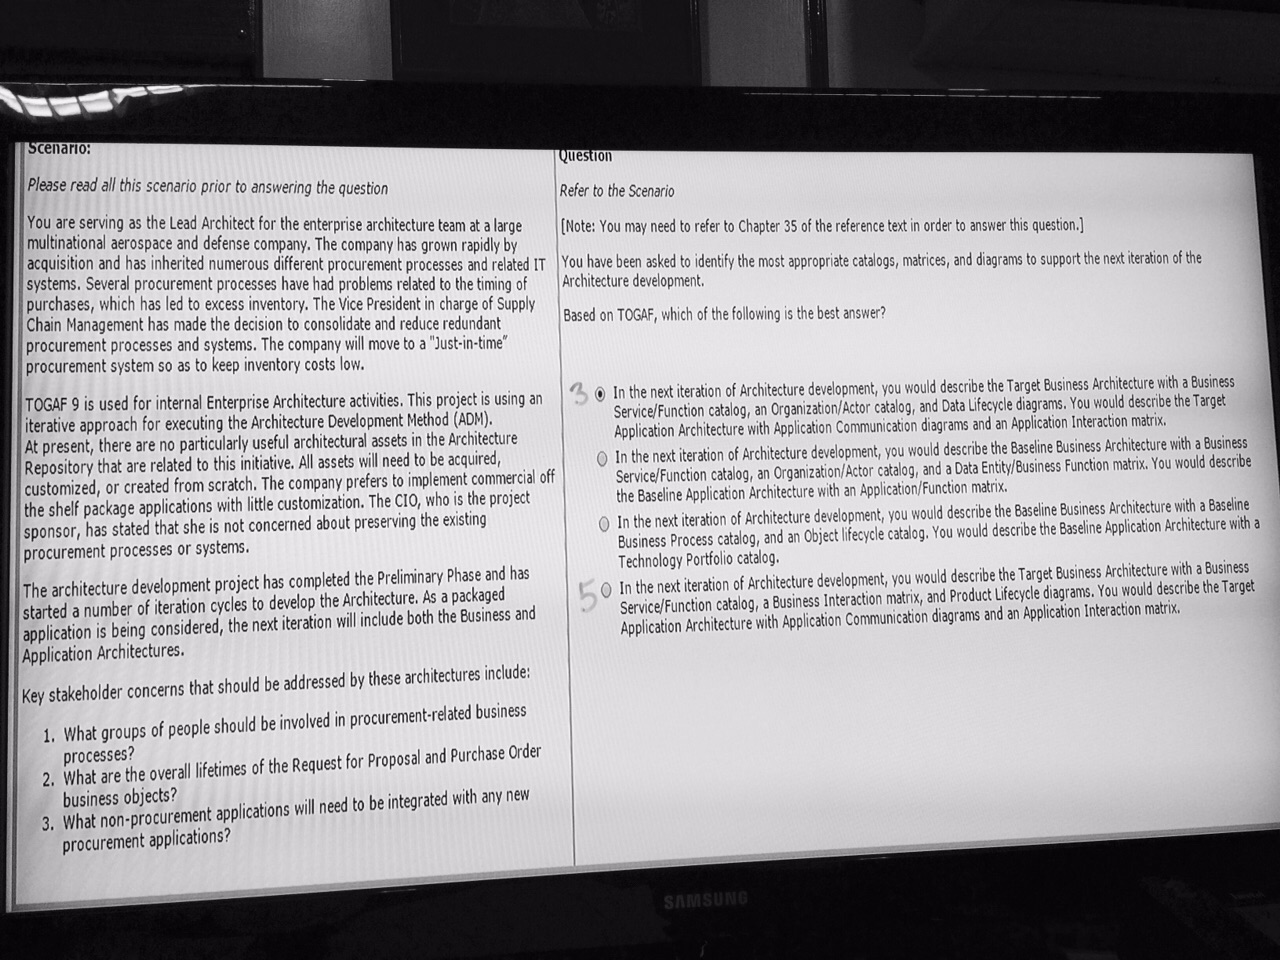 Scenario:
Please read all this scenario prior to answering the question
You are serving as the Lead Architect for the enterprise architecture team at a large
multinational aerospace and defense company. The company has grown rapidly by
acquisition and has inherited numerous different procurement processes and related IT
systems. Several procurement processes have had problems related to the timing of
purchases, which has led to excess inventory. The Vice President in charge of Supply
Chain Management has made the decision to consolidate and reduce redundant
procurement processes and systems. The company will move to a "Just-in-time"
procurement system so as to keep inventory costs low.
TOGAF 9 is used for internal Enterprise Architecture activities. This project is using an
iterative approach for executing the Architecture Development Method (ADM).
At present, there are no particularly useful architectural assets in the Architecture
Repository that are related to this initiative. All assets will need to be acquired,
customized, or created from scratch. The company prefers to implement commercial off
the shelf package applications with little customization. The CIO, who is the project
sponsor, has stated that she is not concerned about preserving the existing
procurement processes or systems.
The architecture development project has completed the Preliminary Phase and has
started a number of iteration cycles to develop the Architecture. As a packaged
application is being considered, the next iteration will include both the Business and
Application Architectures.
Key stakeholder concerns that should be addressed by these architectures include:
1. What groups of people should be involved in procurement-related business
processes?
2. What are the overall lifetimes of the Request for Proposal and Purchase Order
business objects?
3. What non-procurement applications will need to be integrated with any new
procurement applications?
Question
Refer to the Scenario
[Note: You may need to refer to Chapter 35 of the reference text in order to answer this question.]
You have been asked to identify the most appropriate catalogs, matrices, and diagrams to support the next iteration of the
Architecture development.
Based on TOGAF, which of the following is the best answer?
3 In the next iteration of Architecture development, you would describe the Target Business Architecture with a Business
Service/Function catalog, an Organization/Actor catalog, and Data Lifecycle diagrams. You would describe the Target
Application Architecture with Application Communication diagrams and an Application Interaction matrix.
In the next iteration of Architecture development, you would describe the Baseline Business Architecture with a Business
Service/Function catalog, an Organization/Actor catalog, and a Data Entity/Business Function matrix. You would describe
the Baseline Application Architecture with an Application/Function matrix.
In the next iteration of Architecture development, you would describe the Baseline Business Architecture with a Baseline
Business Process catalog, and an Object lifecycle catalog. You would describe the Baseline Application Architecture with a
Technology Portfolio catalog.
5 In the next iteration of Architecture development, you would describe the Target Business Architecture with a Business
Service/Function catalog, a Business Interaction matrix, and Product Lifecycle diagrams. You would describe the Target
Application Architecture with Application Communication diagrams and an Application Interaction matrix.
SAMSUNG